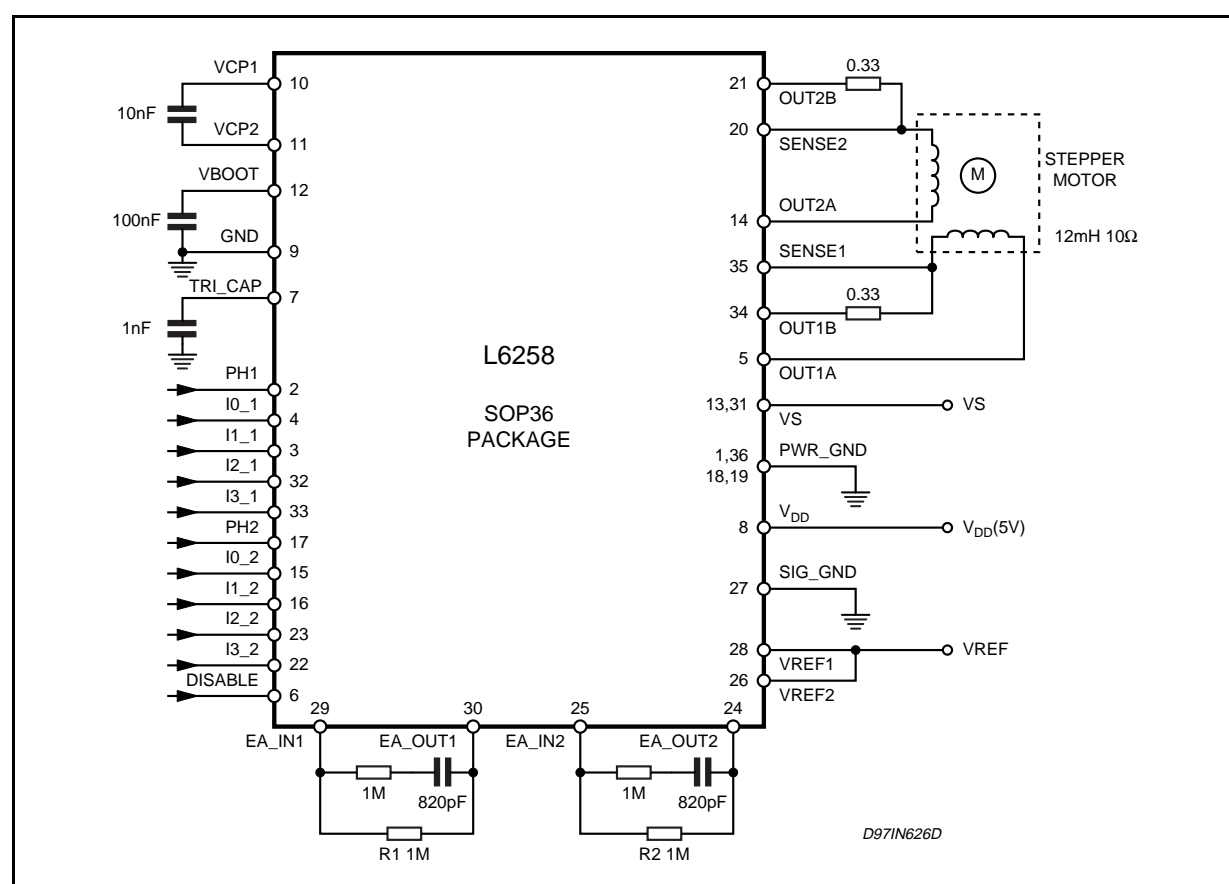 VCP1
10
10nF
VCP2
11
VBOOT
12
100nF
GND
9
TRI_CAP
7
1nF
PH1
2
I0_1
4
I1_1
3
I2_1
32
I3_1
33
PH2
17
I0_2
15
I1_2
16
I2_2
23
I3_2
22
DISABLE
6
L6258
SOP36
PACKAGE
21
OUT2B
0.33
20
SENSE2
STEPPER
MOTOR
M
14
OUT2A
12mH 10Ω
35
SENSE1
34
OUT1B
0.33
5
OUT1A
13,31
VS
VS
1,36
18,19
PWR_GND
8
VDD
VDD(5V)
27
SIG_GND
28
VREF1
VREF
26
VREF2
29
30
25
24
EA_IN1
EA_OUT1
EA_IN2
EA_OUT2
1M
820pF
1M
820pF
R1 1M
R2 1M
D97IN626D